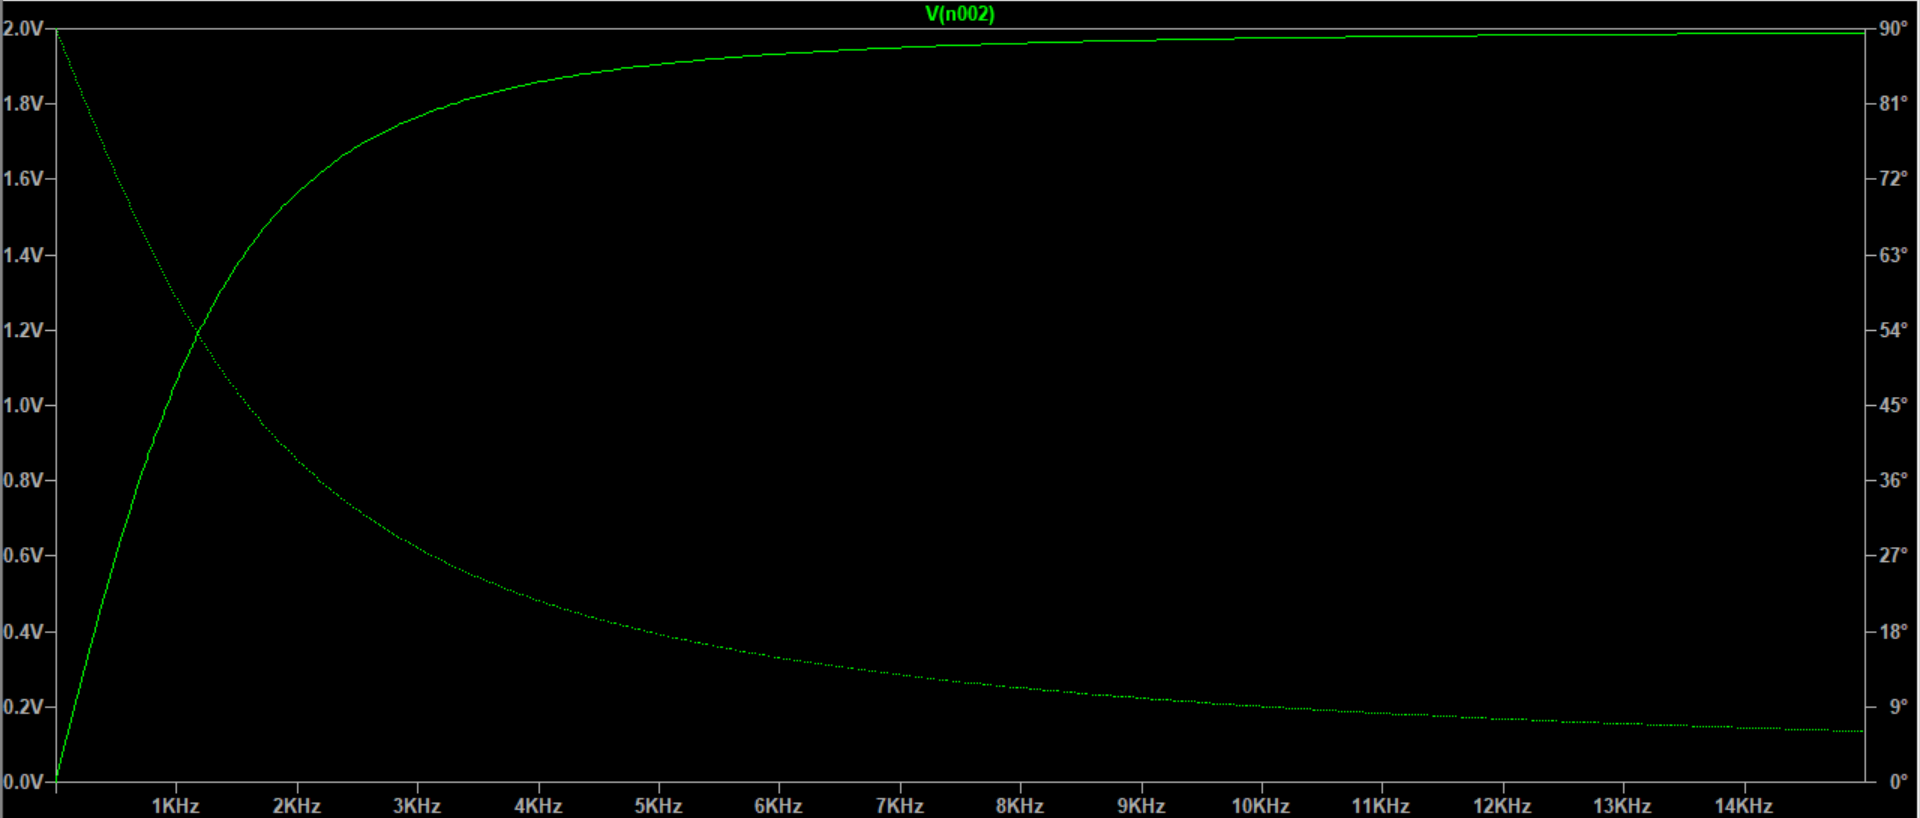 V(n002)
2.0V 90°
1.8V 81°
1.6V 72°
1.4V 63°
1.2V 54°
1.0V 45°
0.8V 36°
0.6V 27°
0.4V 18°
0.2V 9°
0.0V 0°
1KHz 2KHz 3KHz 4KHz 5KHz 6KHz 7KHz 8KHz 9KHz 10KHz 11KHz 12KHz 13KHz 14KHz